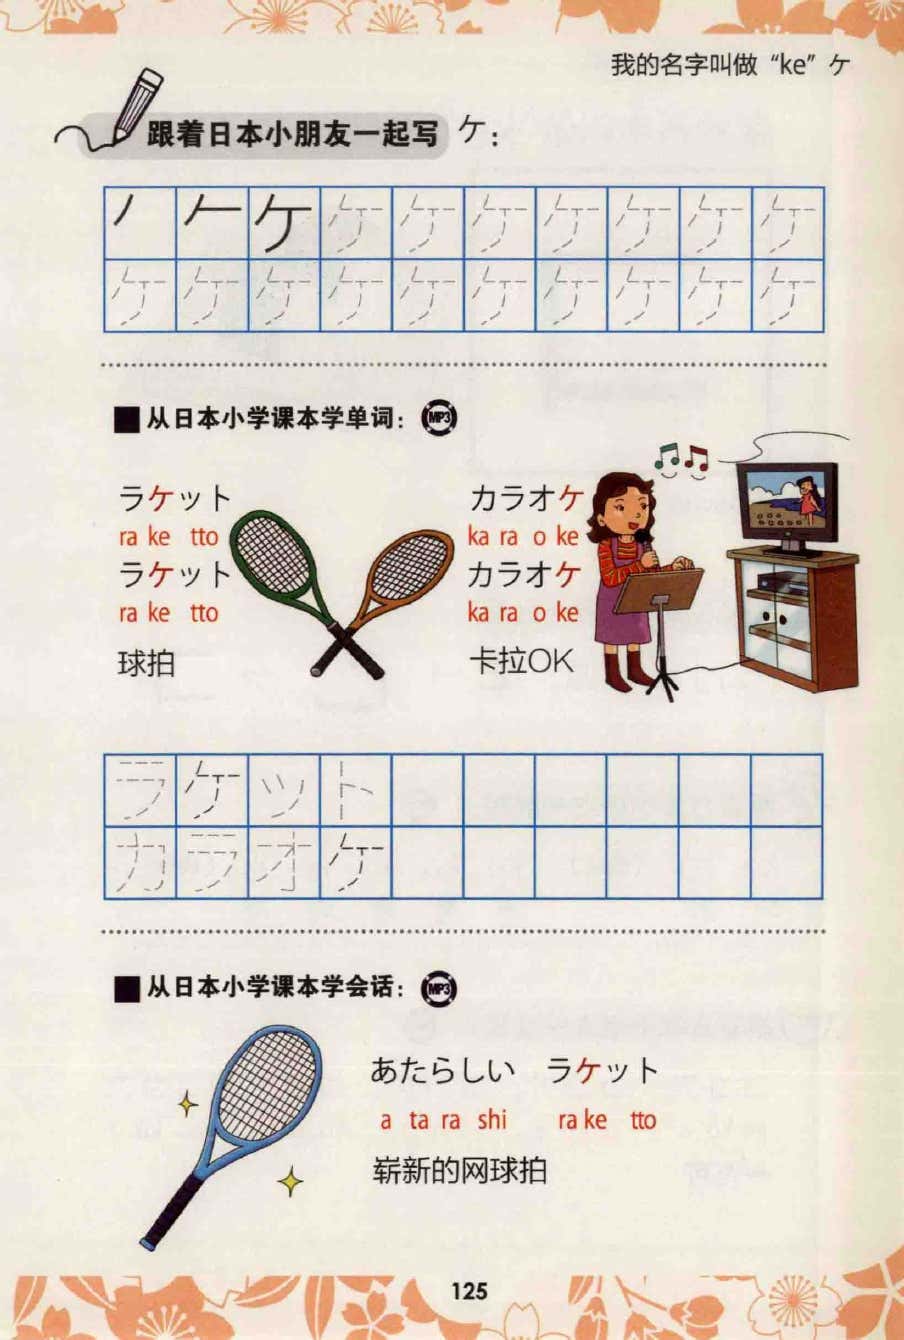 我的名字叫做“ke”ケ
跟着日本小朋友一起写 ケ：
ノ 𠂉 ケ ケ ケ ケ ケ ケ ケ ケ
ケ ケ ケ ケ ケ ケ ケ ケ ケ ケ
■从日本小学课本学单词： MP3
ラケット
ra ke tto
ラケット
ra ke tto
球拍
カラオケ
ka ra o ke
カラオケ
ka ra o ke
卡拉OK
ラ ケ ッ ト
カ ラ オ ケ
■从日本小学课本学会话： MP3
あたらしい ラケット
a ta ra shi ra ke tto
崭新的网球拍
125